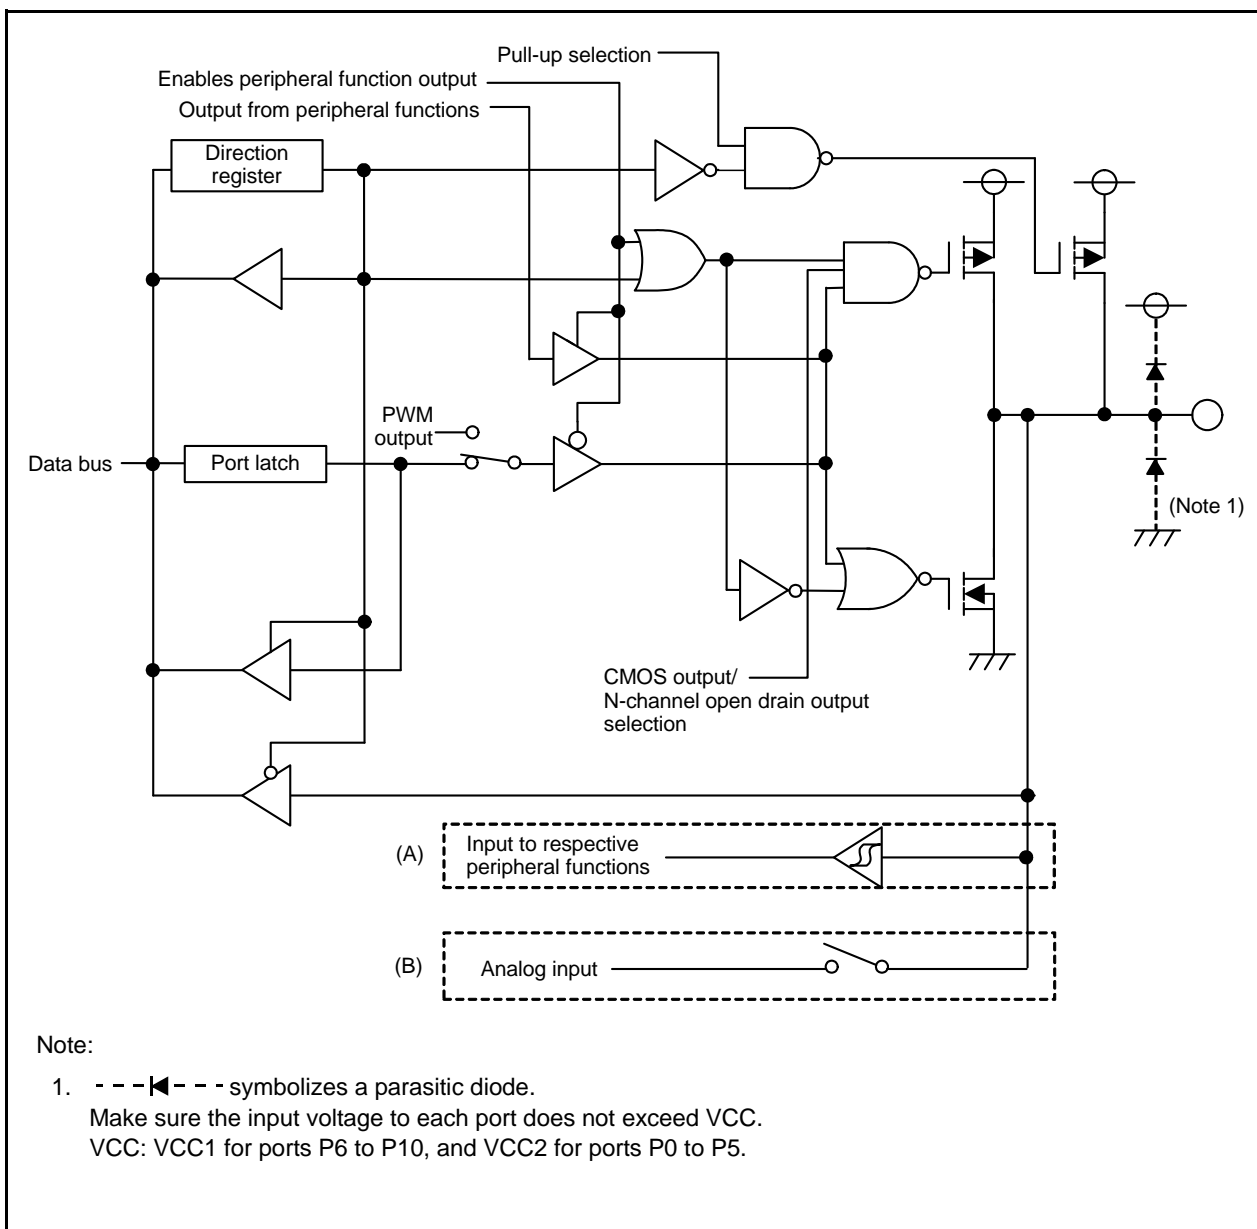 Pull-up selection
Enables peripheral function output
Output from peripheral functions
Direction
register
PWM
output
Data bus
Port latch
(Note 1)
CMOS output/
N-channel open drain output
selection
(A)
Input to respective
peripheral functions
(B)
Analog input
Note:
1. symbolizes a parasitic diode.
Make sure the input voltage to each port does not exceed VCC.
VCC: VCC1 for ports P6 to P10, and VCC2 for ports P0 to P5.